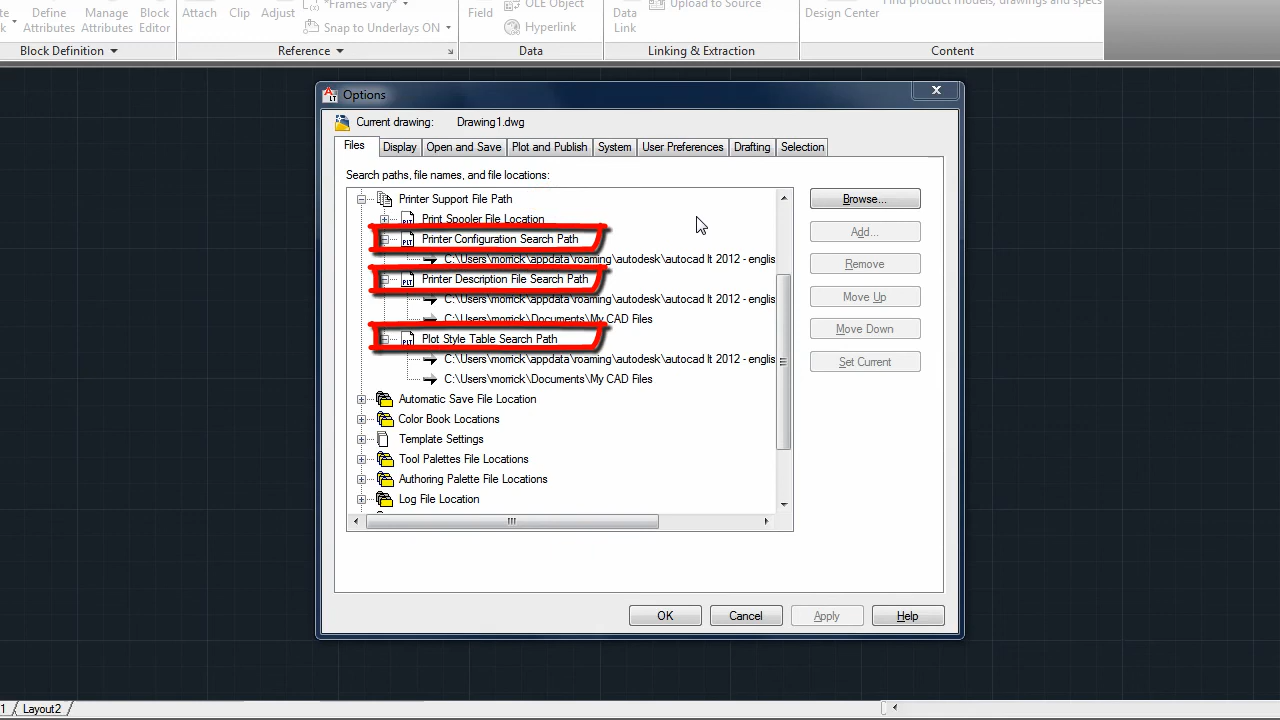 Define Attributes
Manage Attributes
Block Editor
Attach
Clip
Adjust
*Frames vary*
Snap to Underlays ON
Field
OLE Object
Hyperlink
Data Link
Upload to Source
Design Center
Find product models, drawings and specs
Block Definition
Reference
Data
Linking & Extraction
Content
Options
X
Current drawing: Drawing1.dwg
Files Display Open and Save Plot and Publish System User Preferences Drafting Selection
Search paths, file names, and file locations:
Printer Support File Path
Print Spooler File Location
Printer Configuration Search Path
C:\Users\morrick\appdata\roaming\autodesk\autocad lt 2012 - englis
Printer Description File Search Path
C:\Users\morrick\appdata\roaming\autodesk\autocad lt 2012 - englis
C:\Users\morrick\Documents\My CAD Files
Plot Style Table Search Path
C:\Users\morrick\appdata\roaming\autodesk\autocad lt 2012 - englis
C:\Users\morrick\Documents\My CAD Files
Automatic Save File Location
Color Book Locations
Template Settings
Tool Palettes File Locations
Authoring Palette File Locations
Log File Location
Browse...
Add...
Remove
Move Up
Move Down
Set Current
OK Cancel Apply Help
1 Layout2